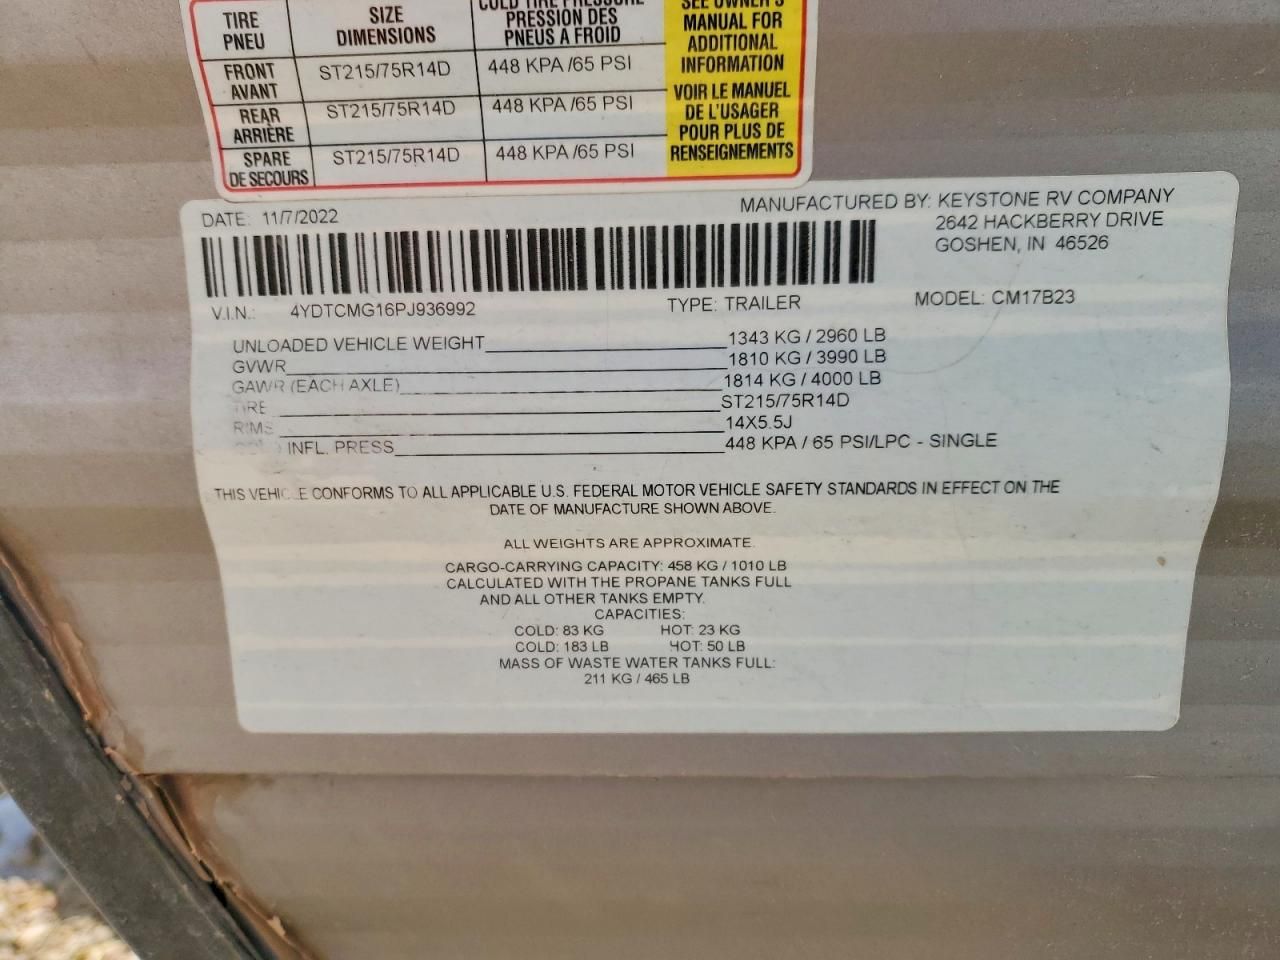 TIRE PNEU
SIZE DIMENSIONS
COLD TIRE PRESSURE
PRESSION DES
PNEUS A FROID
FRONT AVANT ST215/75R14D 448 KPA /65 PSI
REAR ARRIÈRE ST215/75R14D 448 KPA /65 PSI
SPARE DE SECOURS ST215/75R14D 448 KPA /65 PSI
SEE OWNER'S
MANUAL FOR
ADDITIONAL
INFORMATION
VOIR LE MANUEL
DE L'USAGER
POUR PLUS DE
RENSEIGNEMENTS
DATE: 11/7/2022
MANUFACTURED BY: KEYSTONE RV COMPANY
2642 HACKBERRY DRIVE
GOSHEN, IN 46526
V.I.N.: 4YDTCMG16PJ936992 TYPE: TRAILER MODEL: CM17B23
UNLOADED VEHICLE WEIGHT 1343 KG / 2960 LB
GVWR 1810 KG / 3990 LB
GAWR (EACH AXLE) 1814 KG / 4000 LB
TIRE ST215/75R14D
RIMS 14X5.5J
INFL. PRESS 448 KPA / 65 PSI/LPC - SINGLE
THIS VEHICLE CONFORMS TO ALL APPLICABLE U.S. FEDERAL MOTOR VEHICLE SAFETY STANDARDS IN EFFECT ON THE
DATE OF MANUFACTURE SHOWN ABOVE.
ALL WEIGHTS ARE APPROXIMATE.
CARGO-CARRYING CAPACITY: 458 KG / 1010 LB
CALCULATED WITH THE PROPANE TANKS FULL
AND ALL OTHER TANKS EMPTY.
CAPACITIES:
COLD: 83 KG HOT: 23 KG
COLD: 183 LB HOT: 50 LB
MASS OF WASTE WATER TANKS FULL:
211 KG / 465 LB